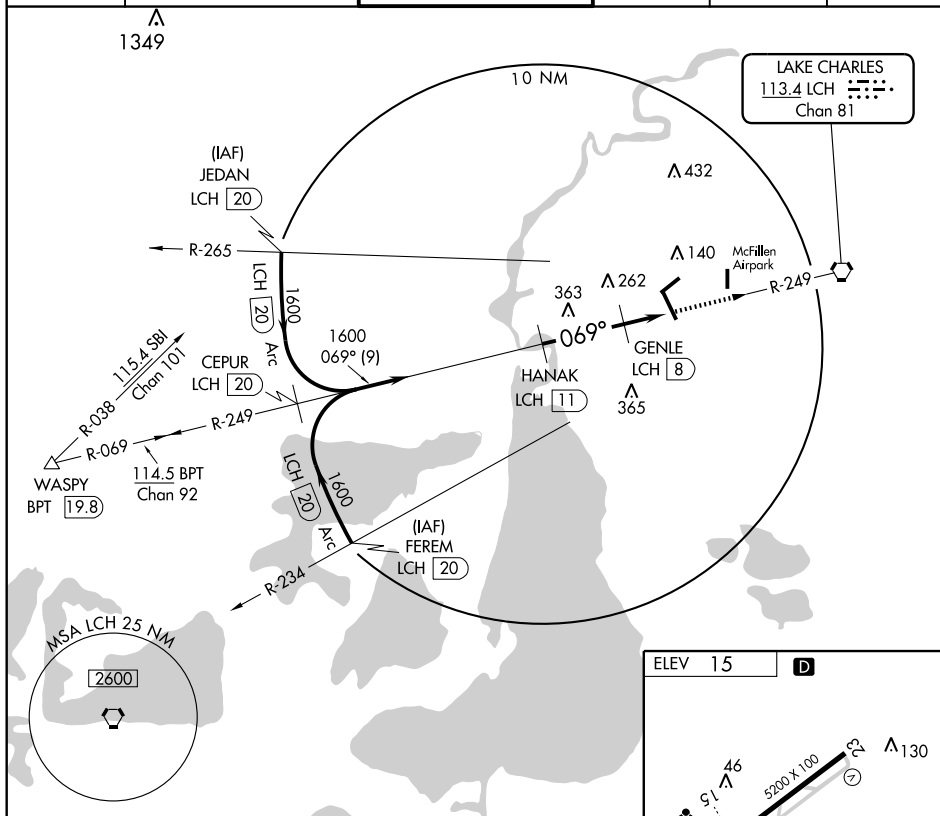 1349
10 NM
LAKE CHARLES
113.4 LCH
Chan 81
(IAF)
JEDAN
LCH 20
432
R-265
140
McFillen
Airpark
262
R-249
363
LCH 20 Arc
1600
1600
069° (9)
069°
GENLE
LCH 8
HANAK
LCH 11
365
CEPUR
LCH 20
115.4 SBI
Chan 101
R-038
R-249
R-069
WASPY
BPT 19.8
114.5 BPT
Chan 92
LCH 20 Arc
1600
(IAF)
FEREM
LCH 20
R-234
MSA LCH 25 NM
2600
ELEV 15
D
46
15
5200 X 100
23
V
130